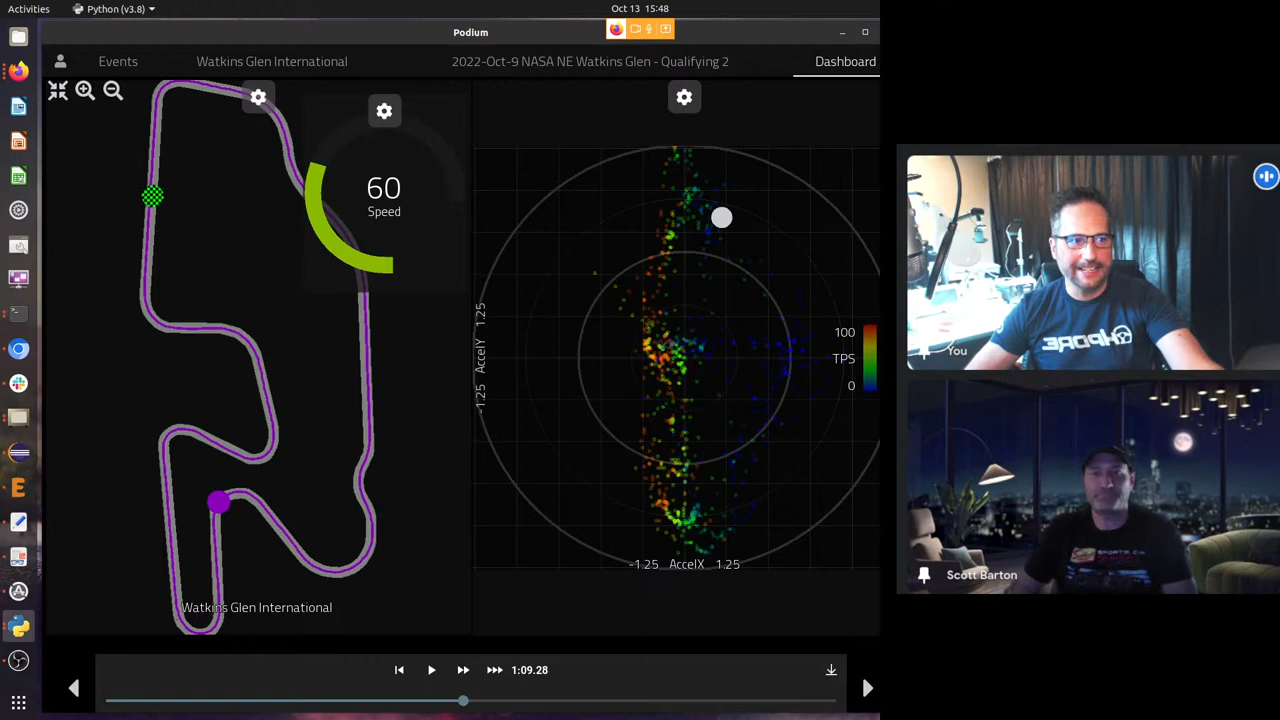 Activities
Python (v3.8)
Oct 13 15:48
Podium
Events
Watkins Glen International
2022-Oct-9 NASA NE Watkins Glen - Qualifying 2
Dashboard
60
Speed
-1.25 AccelY 1.25
100
TPS
0
-1.25 AccelX 1.25
Watkins Glen International
1:09.28
You
Scott Barton